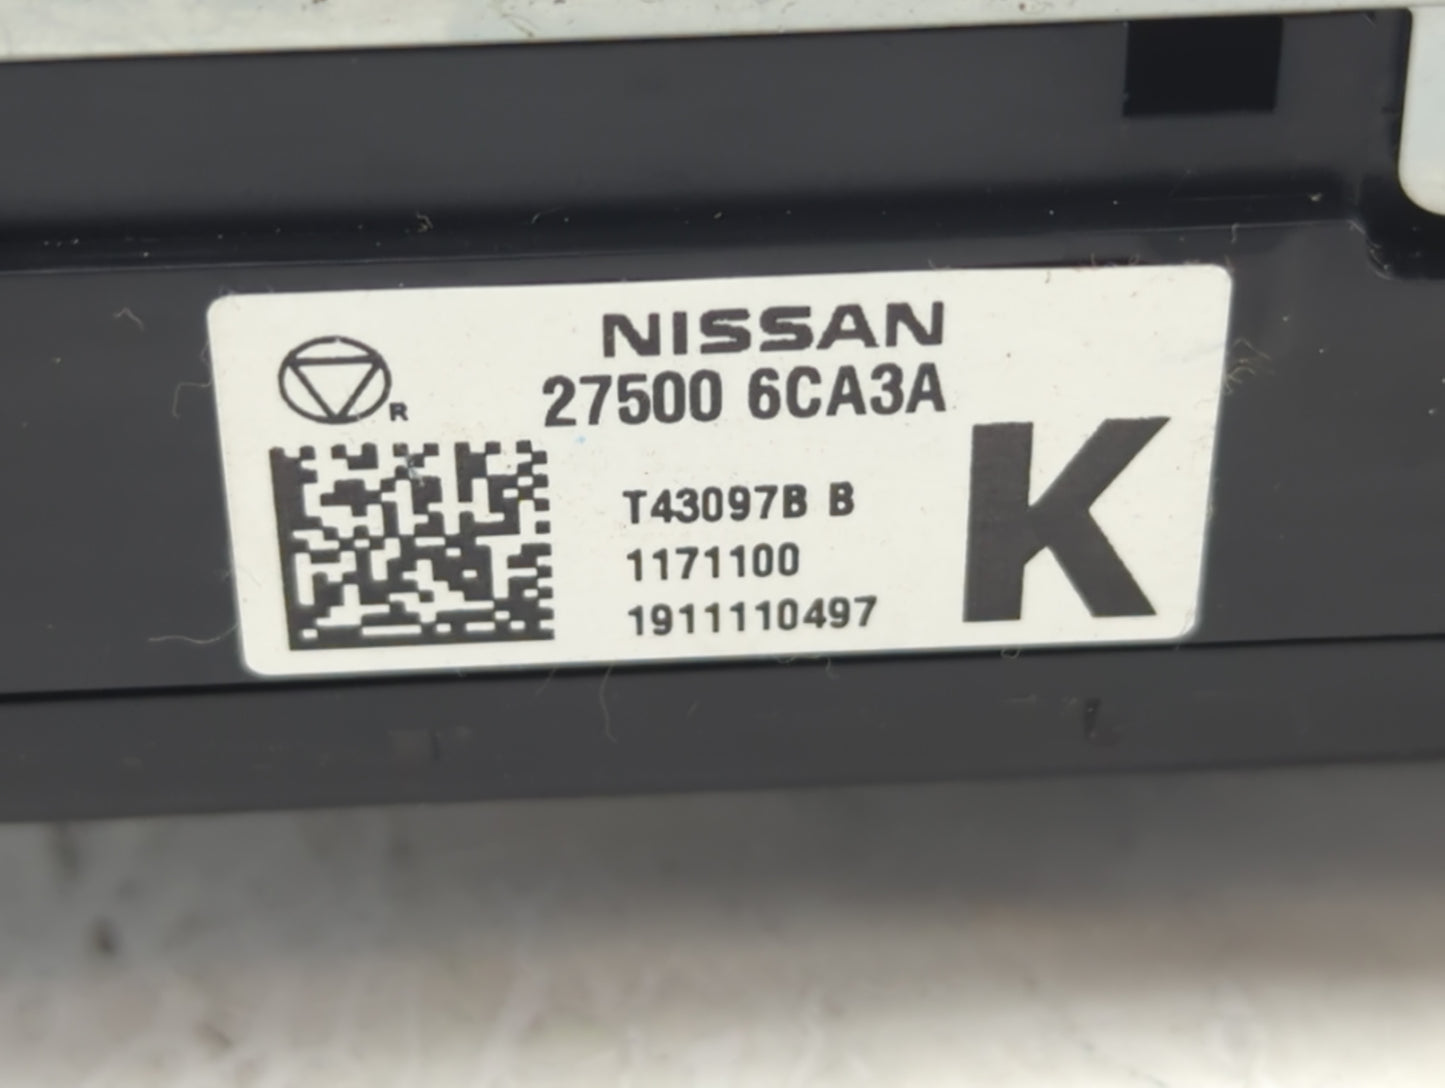 NISSAN
27500 6CA3A
R
K
T43097B B
1171100
1911110497